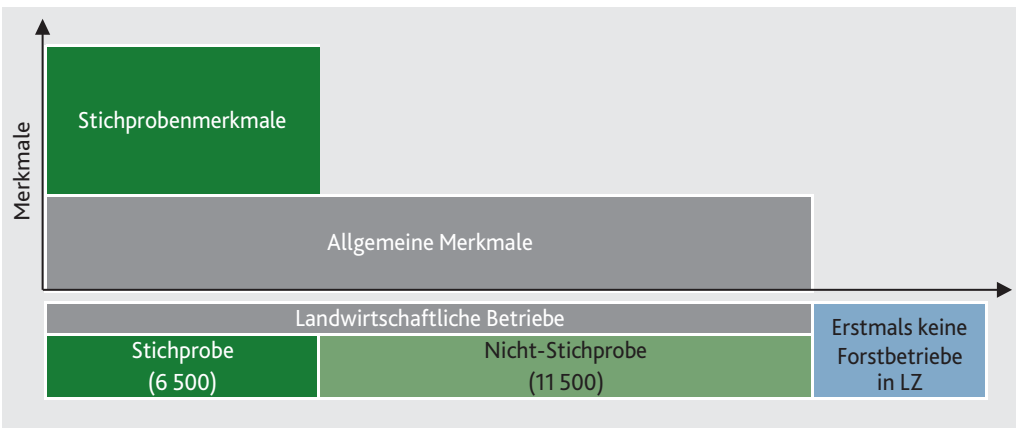 Merkmale
Stichprobenmerkmale
Allgemeine Merkmale
Landwirtschaftliche Betriebe
Stichprobe
(6 500)
Nicht-Stichprobe
(11 500)
Erstmals keine
Forstbetriebe
in LZ